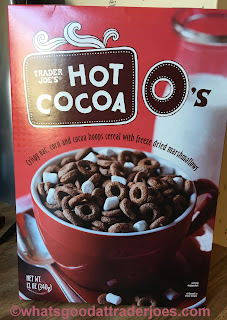 TRADER
JOE'S
HOT
COCOA O's
Crispy oat, corn and cocoa hoops cereal with freeze dried marshmallows
NET WT.
12 OZ (340g)
©whatsgoodattraderjoes.com